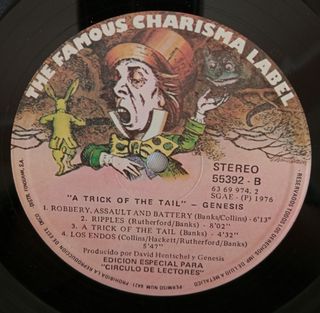 THE FAMOUS CHARISMA LABEL
STEREO
55392 - B
63 69 974. 2
SGAE - (P) 1976
"A TRICK OF THE TAIL" - GENESIS
1. ROBBERY, ASSAULT AND BATTERY (Banks/Collins) - 6'13"
2. RIPPLES (Rutherford/Banks) - 8'02"
3. A TRICK OF THE TAIL (Banks) - 4'32"
4. LOS ENDOS (Collins/Hackett/Rutherford/Banks)
5'47"
Producido por David Hentschel y Genesis
EDICION ESPECIAL PARA
"CIRCULO DE LECTORES"